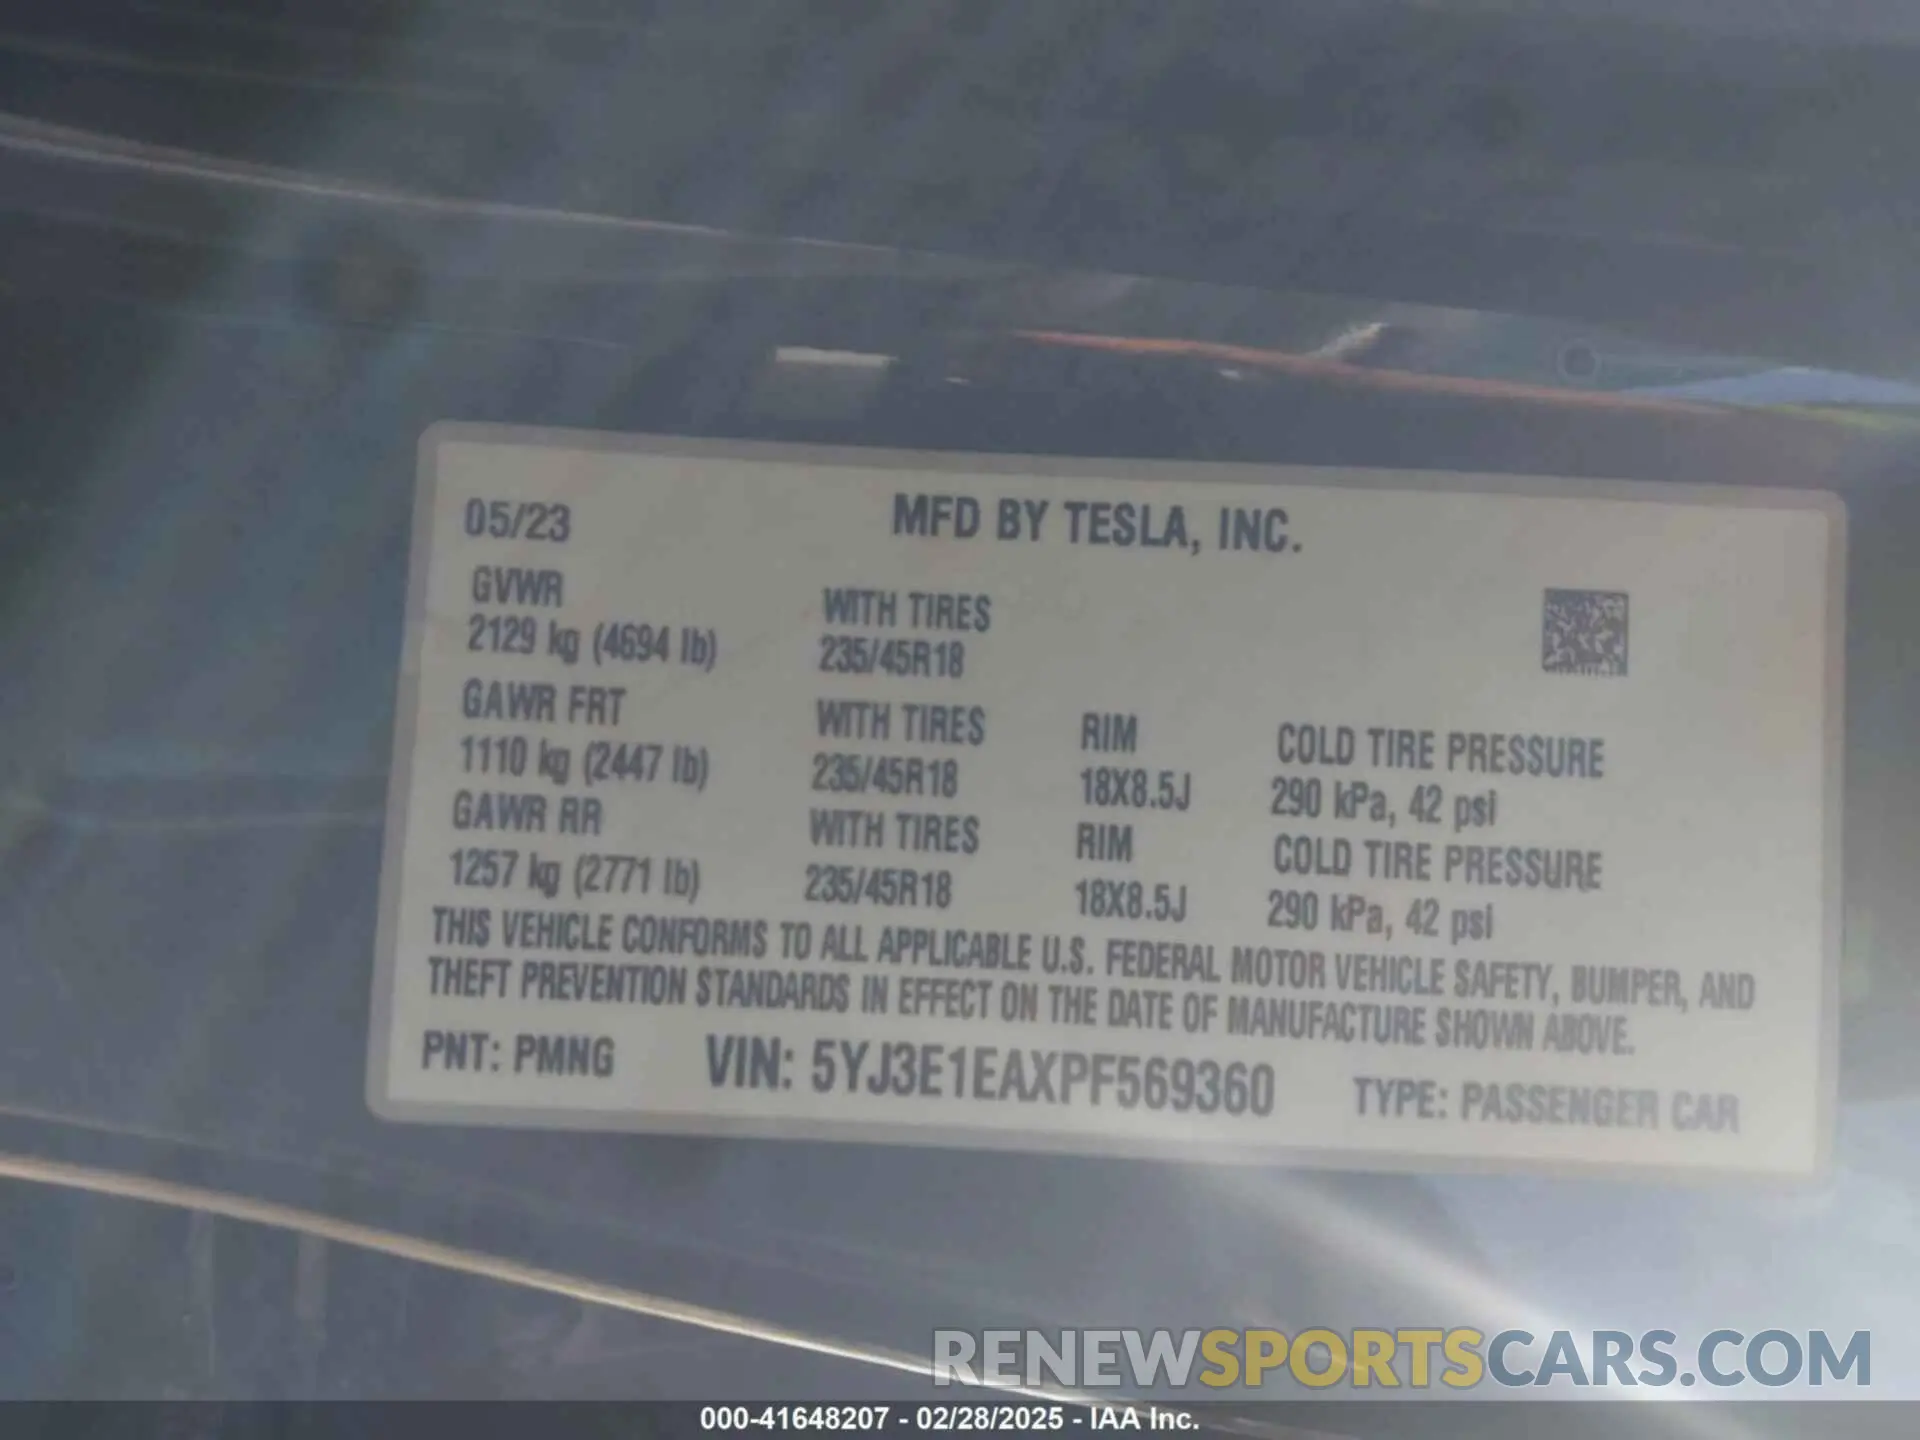 05/23 MFD BY TESLA, INC.
GVWR WITH TIRES
2129 kg (4694 lb) 235/45R18
GAWR FRT WITH TIRES RIM COLD TIRE PRESSURE
1110 kg (2447 lb) 235/45R18 18X8.5J 290 kPa, 42 psi
GAWR RR WITH TIRES RIM COLD TIRE PRESSURE
1257 kg (2771 lb) 235/45R18 18X8.5J 290 kPa, 42 psi
THIS VEHICLE CONFORMS TO ALL APPLICABLE U.S. FEDERAL MOTOR VEHICLE SAFETY, BUMPER, AND
THEFT PREVENTION STANDARDS IN EFFECT ON THE DATE OF MANUFACTURE SHOWN ABOVE.
PNT: PMNG VIN: 5YJ3E1EAXPF569360 TYPE: PASSENGER CAR
RENEWSPORTSCARS.COM
000-41648207 - 02/28/2025 - IAA Inc.